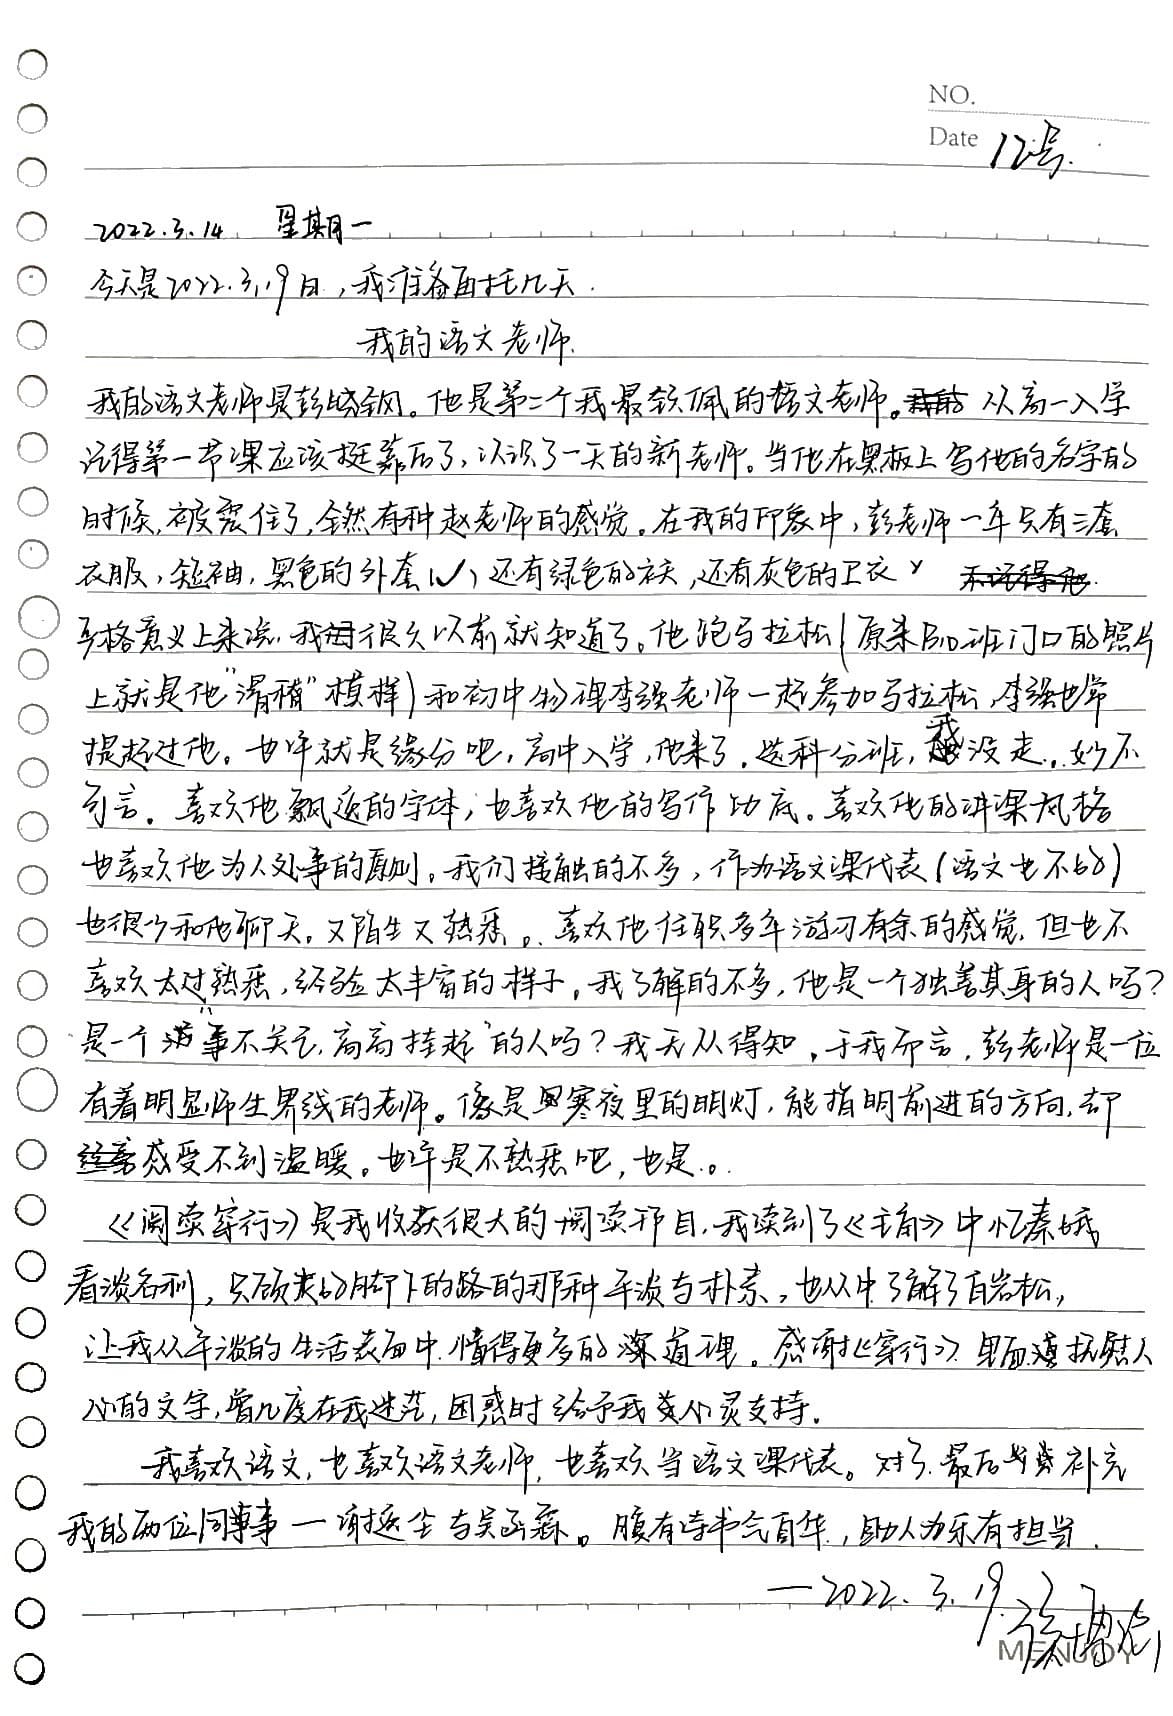 NO.
Date 12号.
2022.3.14 星期一
今天是2022.3.19日,我准备面托几天.
我的语文老师.
我的语文老师是彭晓钢。他是第二个我最钦佩的语文老师。从高一入学
记得第一节课应该挺靠后了,认识了一天的新老师。当他在黑板上写他的名字的
时候,被震住了,全然有种赵老师的感觉。在我的印象中,彭老师一年只有三套
衣服,短袖,黑色的外套,还有绿色的袄,还有灰色的卫衣
严格意义上来说.我很久以前就知道了。他跑马拉松(原来B10班门口的照片
上就是他"滑稽"模样)和初中物理李强老师一起参加马拉松,李强也常
提起过他。也许就是缘分吧,高中入学,他来了.选科分班,我没走..妙不
可言。喜欢他飘逸的字体,也喜欢他的写作功底。喜欢他的讲课风格
也喜欢他为人处事的原则。我们接触的不多,作为语文课代表(语文也不好)
也很少和他聊天。又陌生又熟悉。.喜欢他任职多年游刃有余的感觉,但也不
喜欢太过熟悉,经验太丰富的样子。我了解的不多,他是一个独善其身的人吗?
是一个"事不关己,高高挂起"的人吗?我无从得知.于我而言,彭老师是一位
有着明显师生界线的老师。像是寒夜里的明灯,能指明前进的方向,却
感受不到温暖。也许是不熟悉吧,也是。.
《阅读穿行》是我收获很大的阅读项目,我读到了《主角》中忆秦娥
看淡名利,只顾好脚下的路的那种平淡与朴素,也从中了解了白岩松,
让我从平淡的生活表面中,懂得更多的深道理。感谢《穿行》里面抚慰人
心的文字,曾几度在我迷茫,困惑时给予我心灵支持.
我喜欢语文,也喜欢语文老师,也喜欢当语文课代表。对了,最后补充
我的两位同事—谢与吴。腹有诗书气自华,助人为乐有担当.
—2022.3.19.
MENJOY